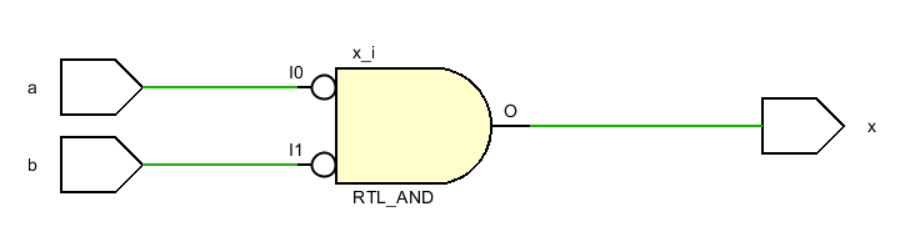 x_i
I0
a
O
x
I1
b
RTL_AND